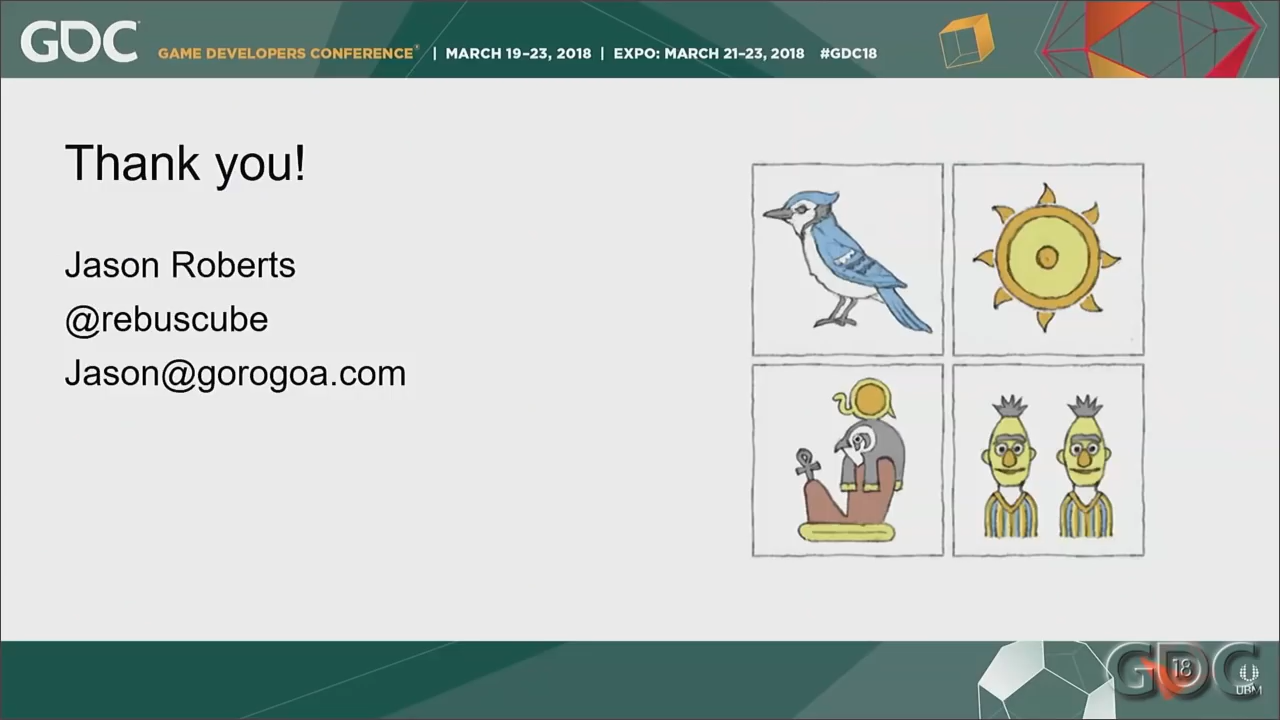 GDC GAME DEVELOPERS CONFERENCE® | MARCH 19–23, 2018 | EXPO: MARCH 21–23, 2018 #GDC18
Thank you!
Jason Roberts
@rebuscube
Jason@gorogoa.com
GDC 18
UBM